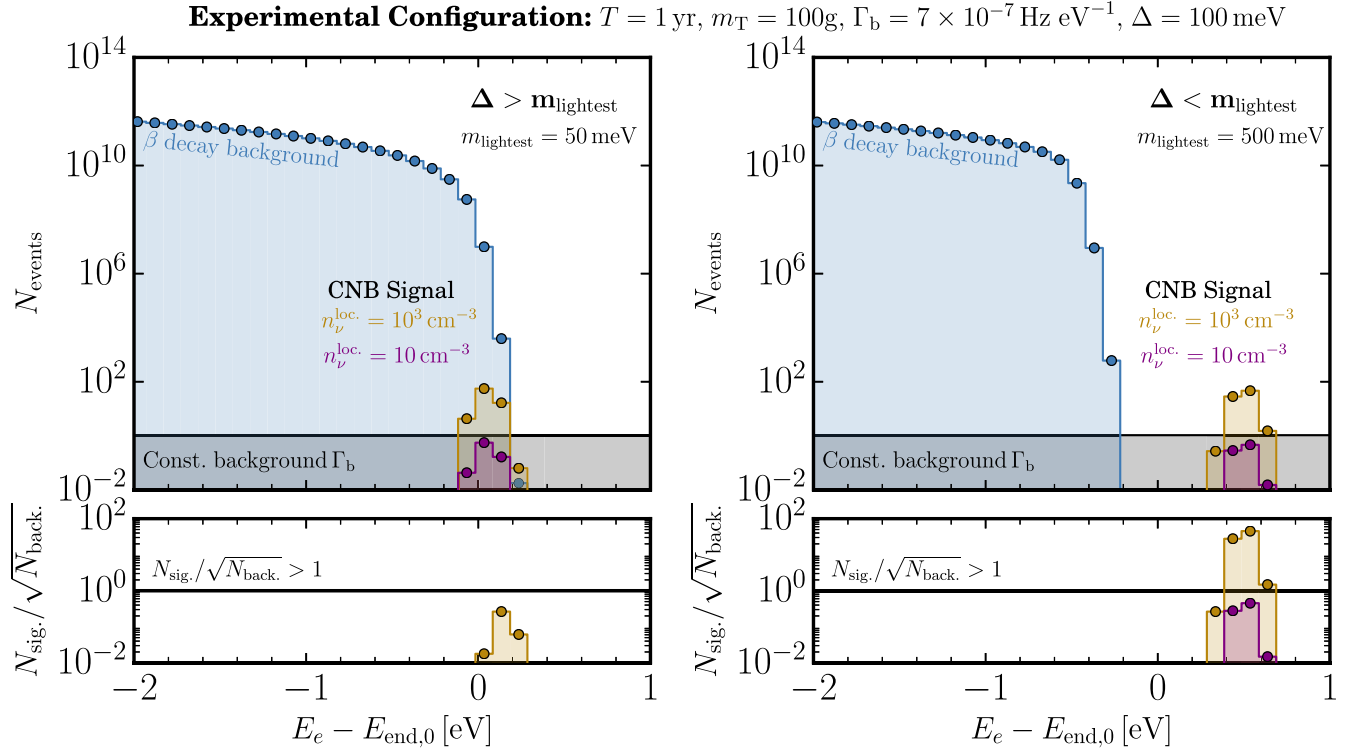 Experimental Configuration: T = 1 yr, m_T = 100g, Γ_b = 7 × 10^−7 Hz eV^−1, Δ = 100 meV
N_events
10^14
10^10
10^6
10^2
10^−2
Δ > m_lightest
m_lightest = 50 meV
β decay background
CNB Signal
n_ν^loc. = 10^3 cm^−3
n_ν^loc. = 10 cm^−3
Const. background Γ_b
N_sig./√N_back.
10^2
10^0
10^−2
N_sig./√N_back. > 1
−2
−1
0
1
E_e − E_end,0 [eV]
N_events
10^14
10^10
10^6
10^2
10^−2
Δ < m_lightest
m_lightest = 500 meV
β decay background
CNB Signal
n_ν^loc. = 10^3 cm^−3
n_ν^loc. = 10 cm^−3
Const. background Γ_b
N_sig./√N_back.
10^2
10^0
10^−2
N_sig./√N_back. > 1
−2
−1
0
1
E_e − E_end,0 [eV]